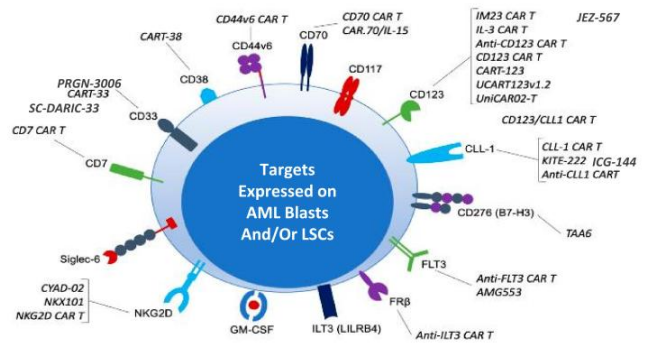 CD70 CAR T
CAR.70/IL-15
CD70
CD44v6 CAR T
CD44v6
CART-38
CD38
CD117
IM23 CAR T
IL-3 CAR T
Anti-CD123 CAR T
CD123 CAR T
CART-123
UCART123v1.2
UniCAR02-T
JEZ-567
CD123
CD123/CLL1 CAR T
PRGN-3006
CART-33
SC-DARIC-33
CD33
CD7 CAR T
CD7
CLL-1
CLL-1 CAR T
KITE-222
ICG-144
Anti-CLL1 CART
Targets
Expressed on
AML Blasts
And/Or LSCs
CD276 (B7-H3)
TAA6
Siglec-6
FLT3
Anti-FLT3 CAR T
AMG553
CYAD-02
NKX101
NKG2D CAR T
NKG2D
GM-CSF
ILT3 (LILRB4)
FRβ
Anti-ILT3 CAR T